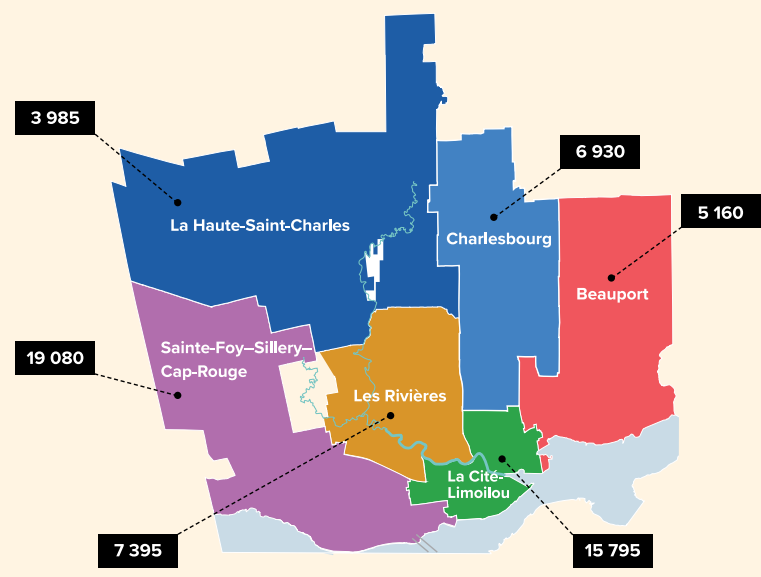 3 985
6 930
5 160
La Haute-Saint-Charles
Charlesbourg
Beauport
19 080
Sainte-Foy–Sillery–
Cap-Rouge
Les Rivières
La Cité-
Limoilou
7 395
15 795